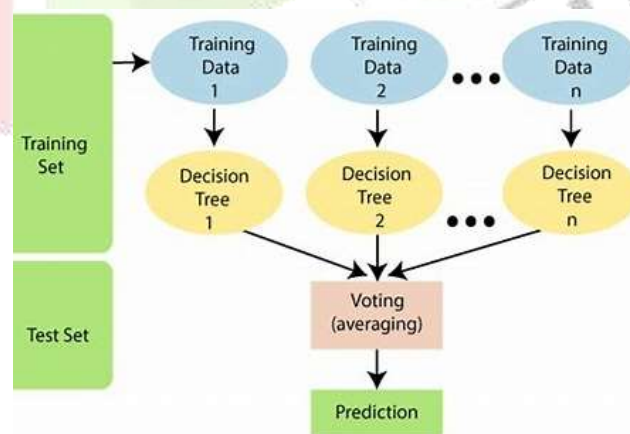 Training
Set
Training
Data
1
Training
Data
2
Training
Data
n
Decision
Tree
1
Decision
Tree
2
Decision
Tree
n
Voting
(averaging)
Test Set
Prediction